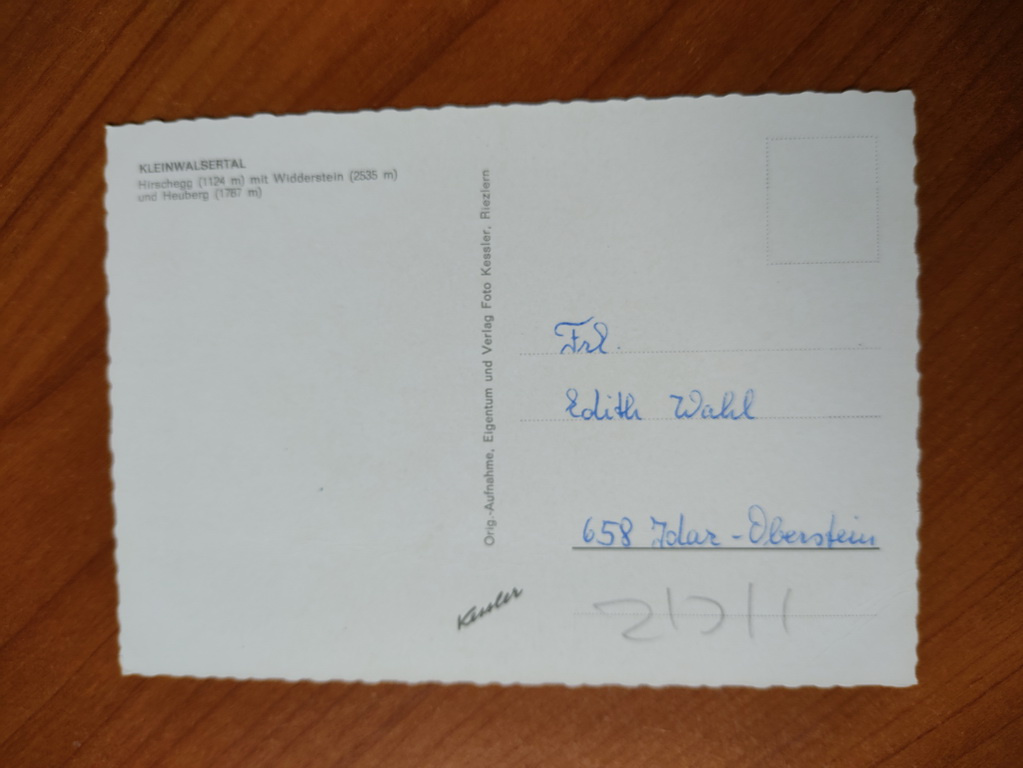 KLEINWALSERTAL
Hirschegg (1124 m) mit Widderstein (2535 m)
und Heuberg (1787 m)
Orig.-Aufnahme, Eigentum und Verlag Foto Kessler, Riezlern
Kessler
Frl.
Edith Wahl
658 Idar-Oberstein